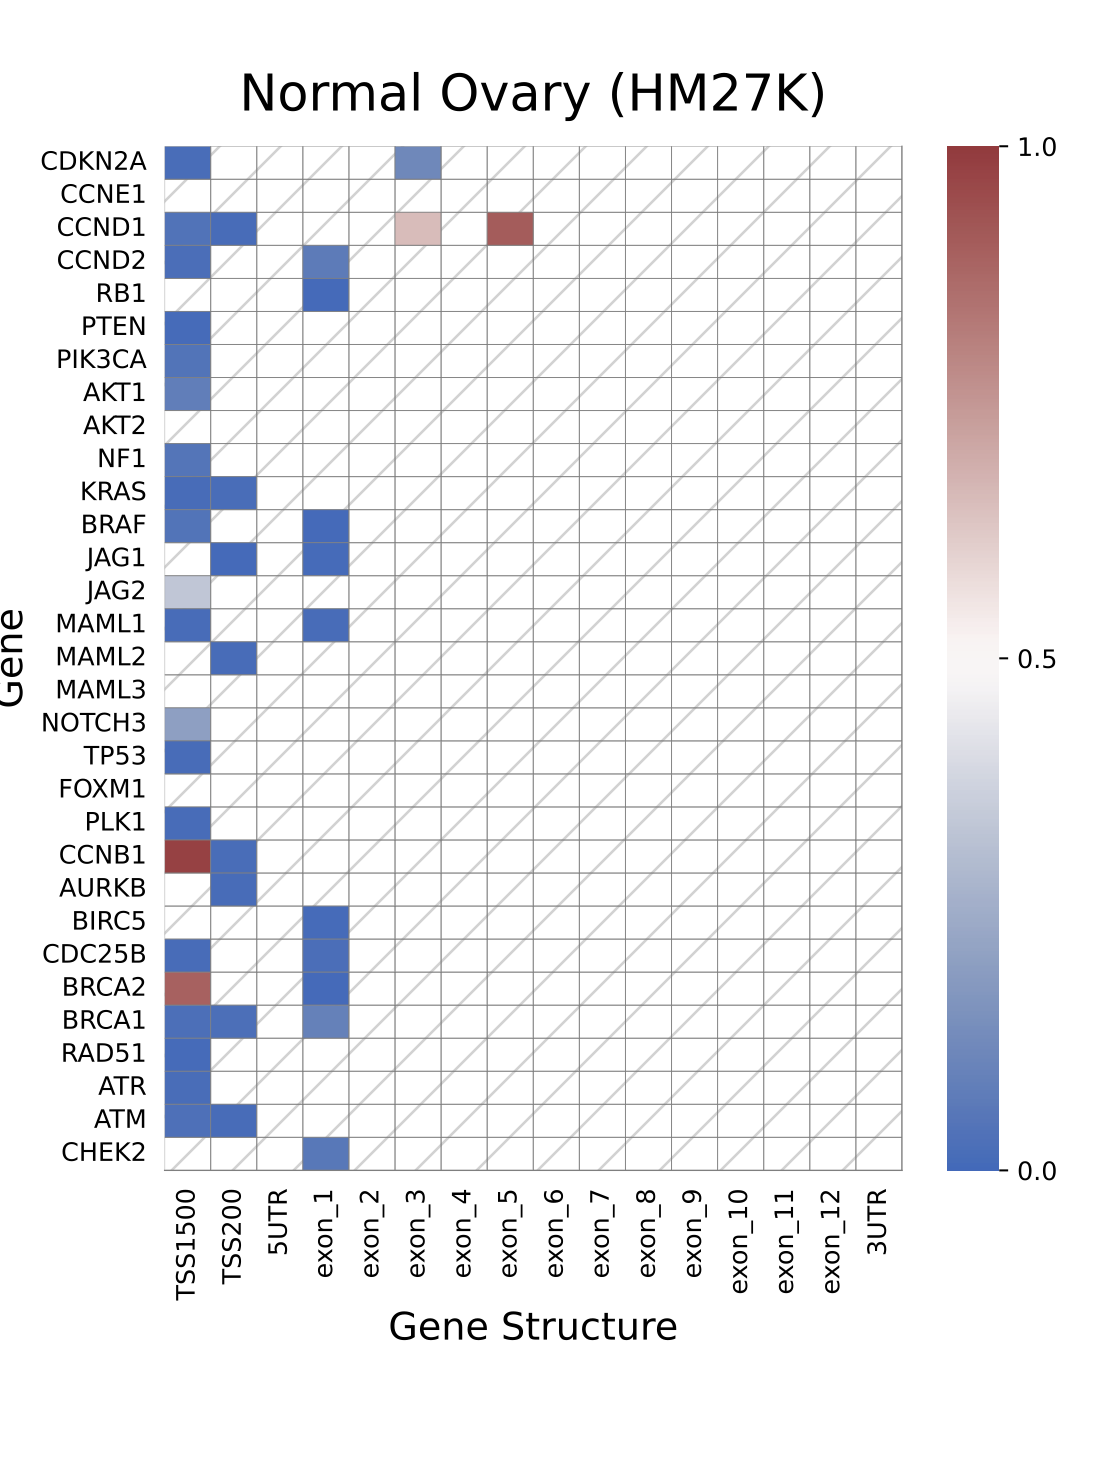 Normal Ovary (HM27K)
CDKN2A
CCNE1
CCND1
CCND2
RB1
PTEN
PIK3CA
AKT1
AKT2
NF1
KRAS
BRAF
JAG1
JAG2
MAML1
MAML2
MAML3
NOTCH3
TP53
FOXM1
PLK1
CCNB1
AURKB
BIRC5
CDC25B
BRCA2
BRCA1
RAD51
ATR
ATM
CHEK2
Gene
TSS1500
TSS200
5UTR
exon_1
exon_2
exon_3
exon_4
exon_5
exon_6
exon_7
exon_8
exon_9
exon_10
exon_11
exon_12
3UTR
Gene Structure
1.0
0.5
0.0